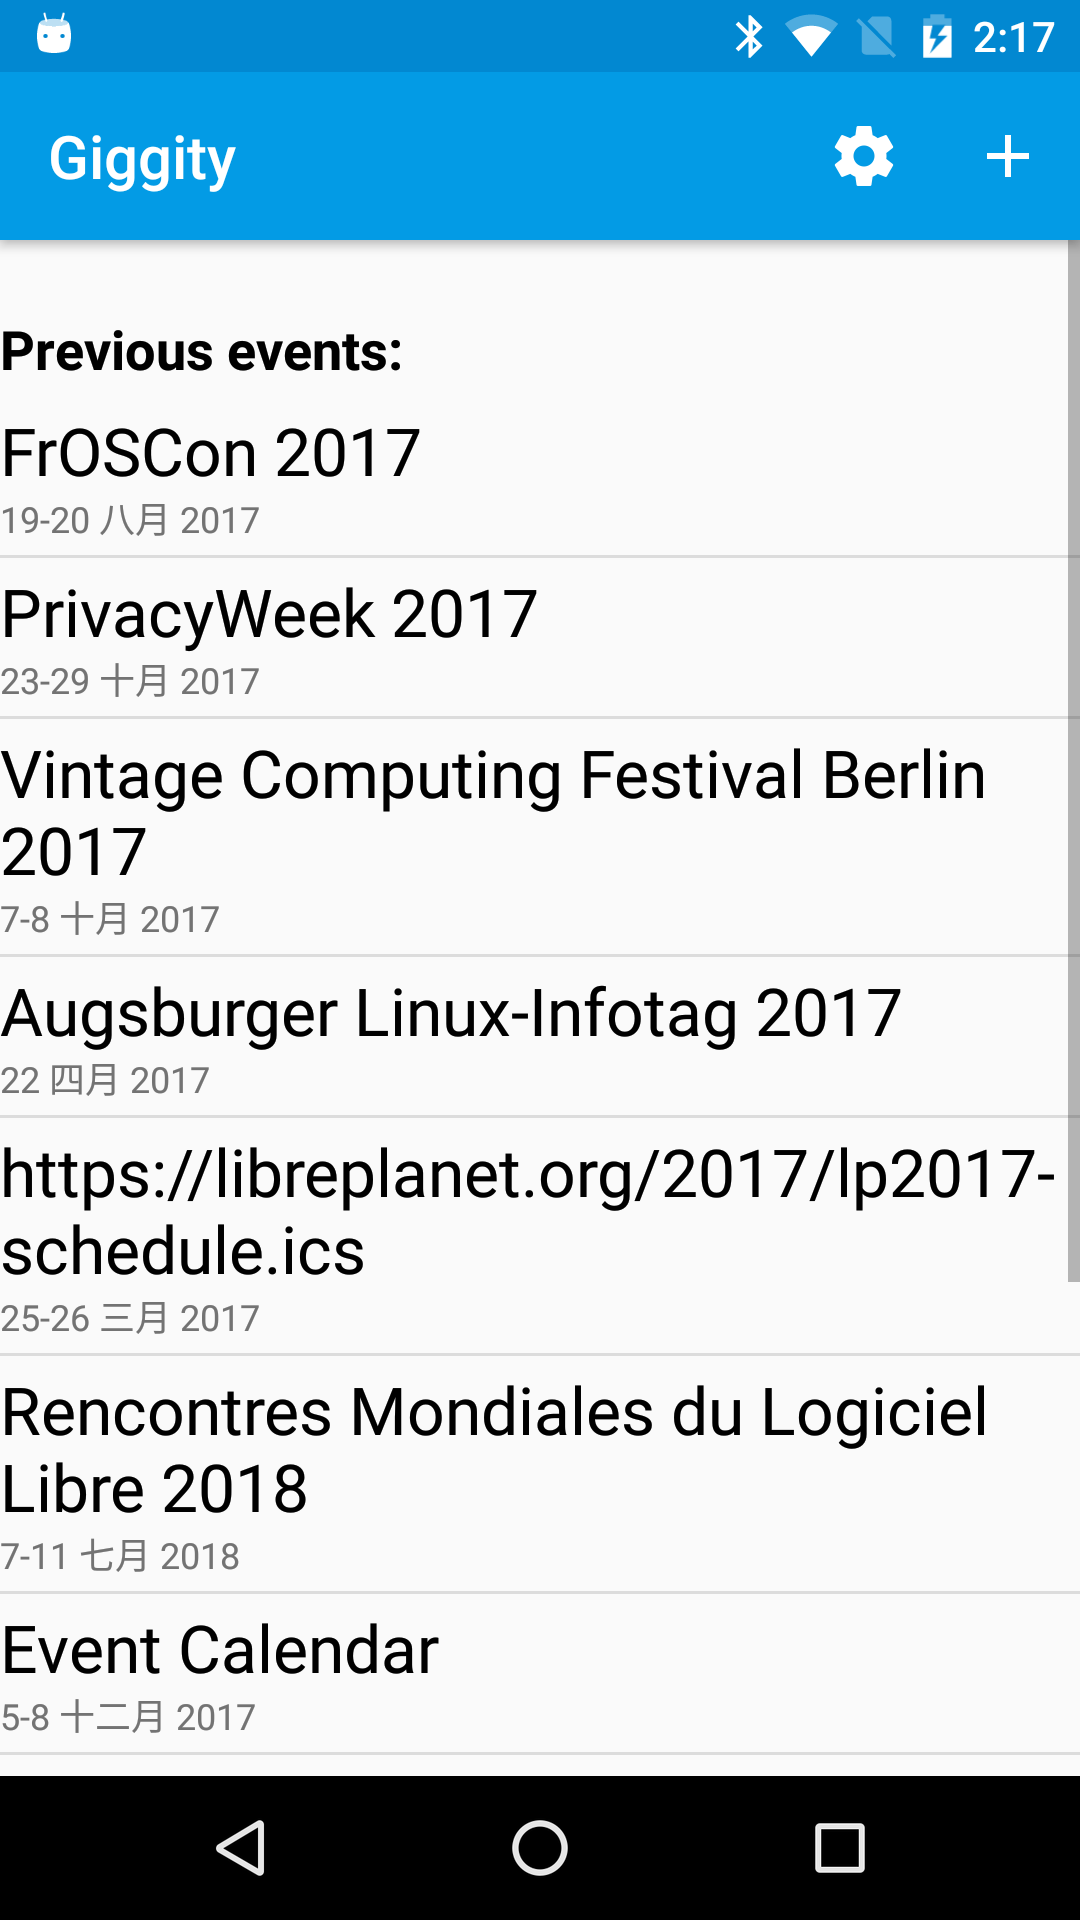 2:17
Giggity
Previous events:
FrOSCon 2017
19-20 八月 2017
PrivacyWeek 2017
23-29 十月 2017
Vintage Computing Festival Berlin
2017
7-8 十月 2017
Augsburger Linux-Infotag 2017
22 四月 2017
https://libreplanet.org/2017/lp2017-
schedule.ics
25-26 三月 2017
Rencontres Mondiales du Logiciel
Libre 2018
7-11 七月 2018
Event Calendar
5-8 十二月 2017